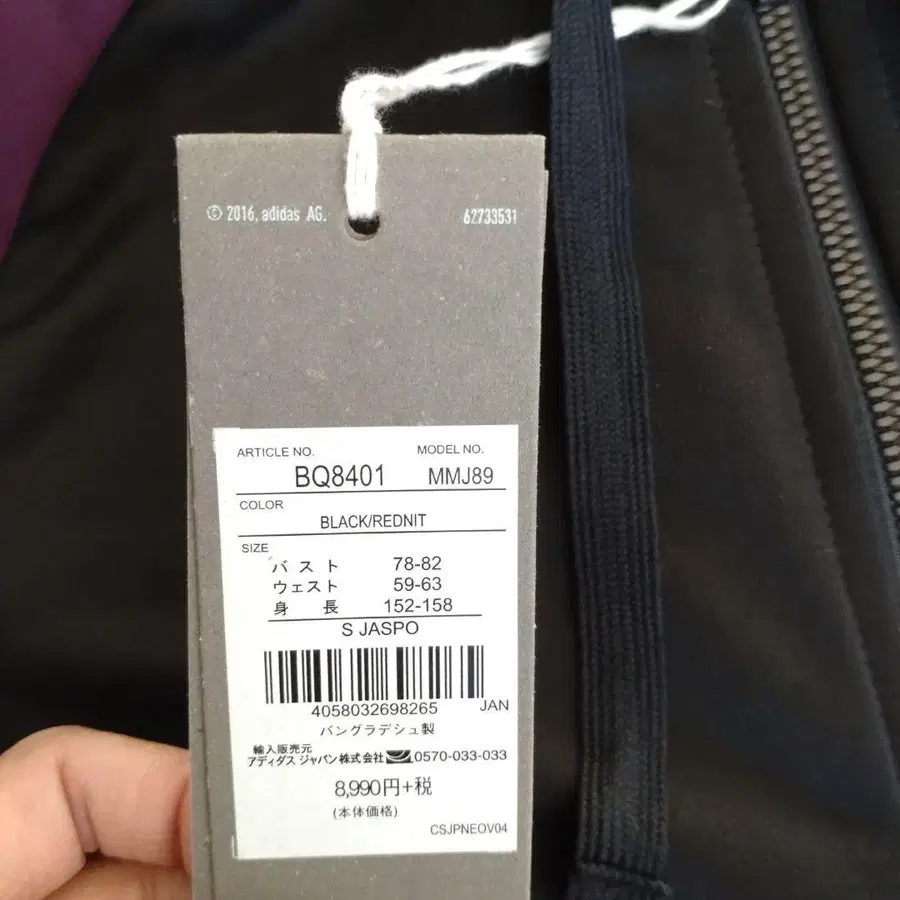 © 2016, adidas AG. 62733531
ARTICLE NO. MODEL NO.
BQ8401 MMJ89
COLOR
BLACK/REDNIT
SIZE
バスト 78-82
ウェスト 59-63
身長 152-158
S JASPO
4058032698265 JAN
バングラデシュ製
輸入販売元
アディダス ジャパン株式会社 0570-033-033
8,990円+税
(本体価格)
CSJPNEOV04